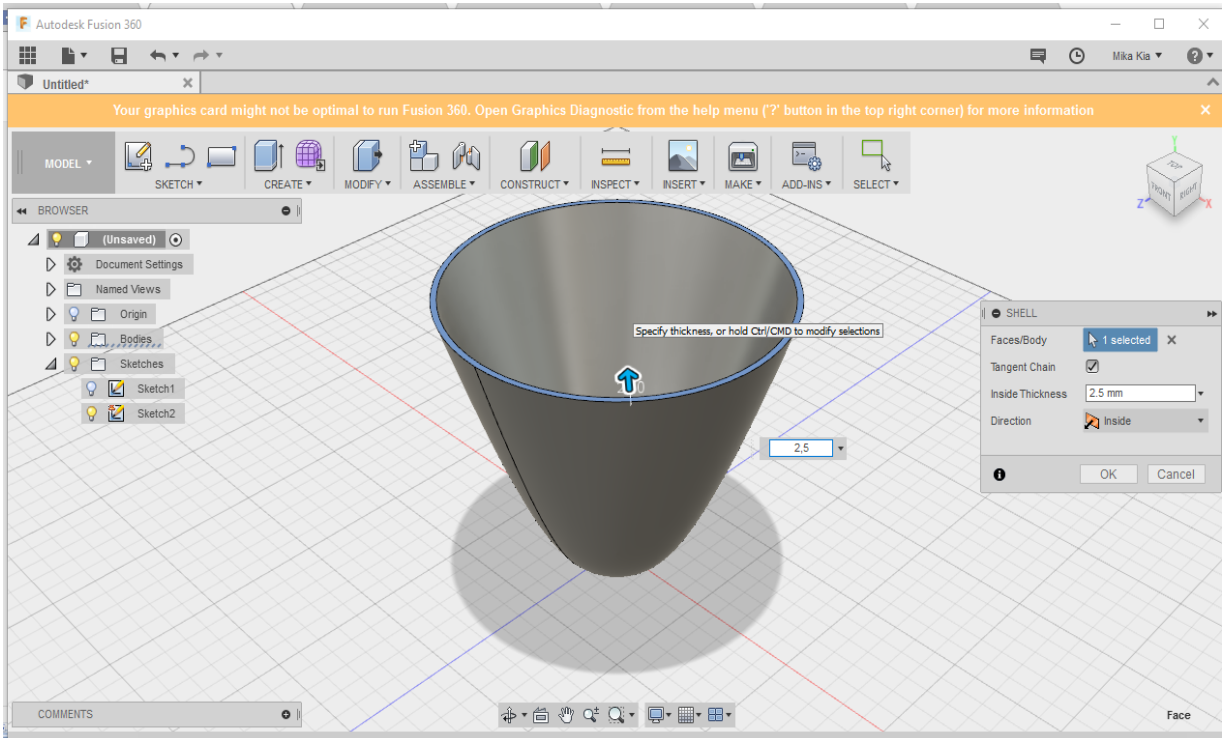 Autodesk Fusion 360
Mika Kia
Untitled*
Your graphics card might not be optimal to run Fusion 360. Open Graphics Diagnostic from the help menu ('?' button in the top right corner) for more information
MODEL
SKETCH
CREATE
MODIFY
ASSEMBLE
CONSTRUCT
INSPECT
INSERT
MAKE
ADD-INS
SELECT
TOP
FRONT
RIGHT
Y
Z
X
BROWSER
(Unsaved)
Document Settings
Named Views
Origin
Bodies
Sketches
Sketch1
Sketch2
Specify thickness, or hold Ctrl/CMD to modify selections
2,5
SHELL
Faces/Body 1 selected
Tangent Chain
Inside Thickness 2.5 mm
Direction Inside
OK Cancel
COMMENTS
Face